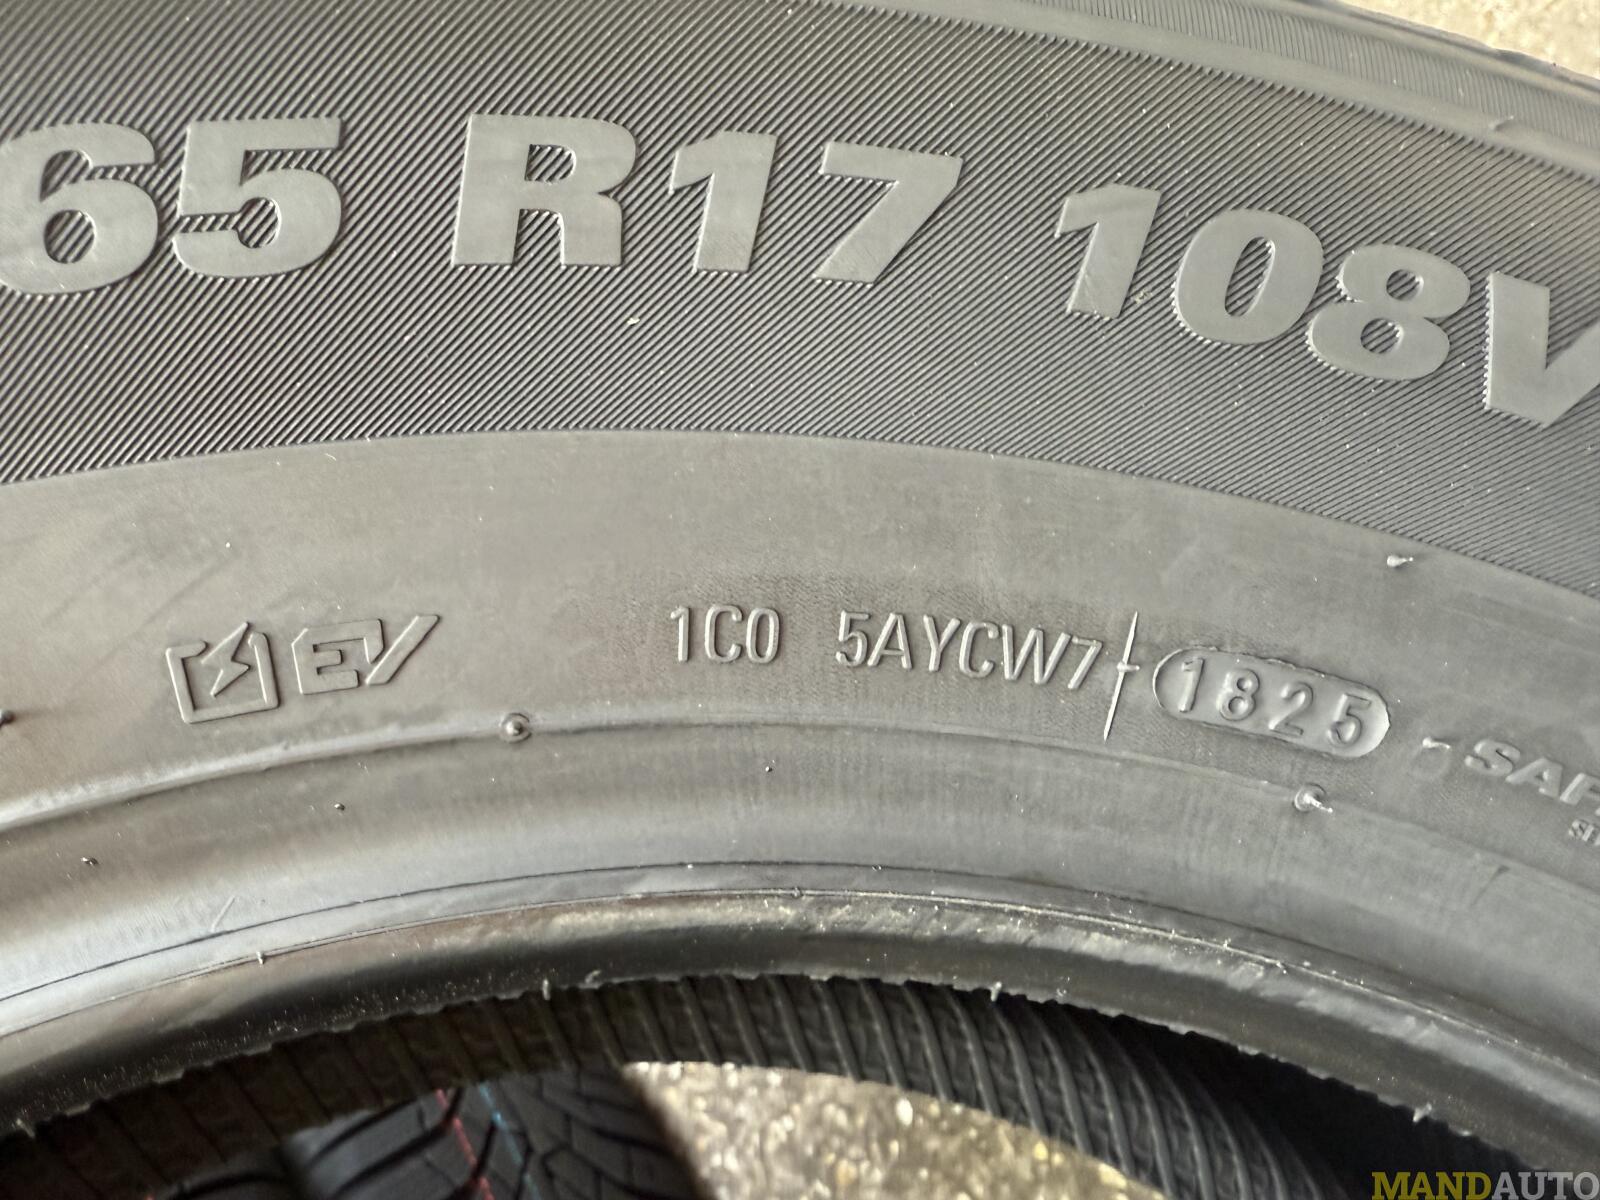 65 R17 108V
EV 1C0 5AYCW7 1825
MANDAUTO